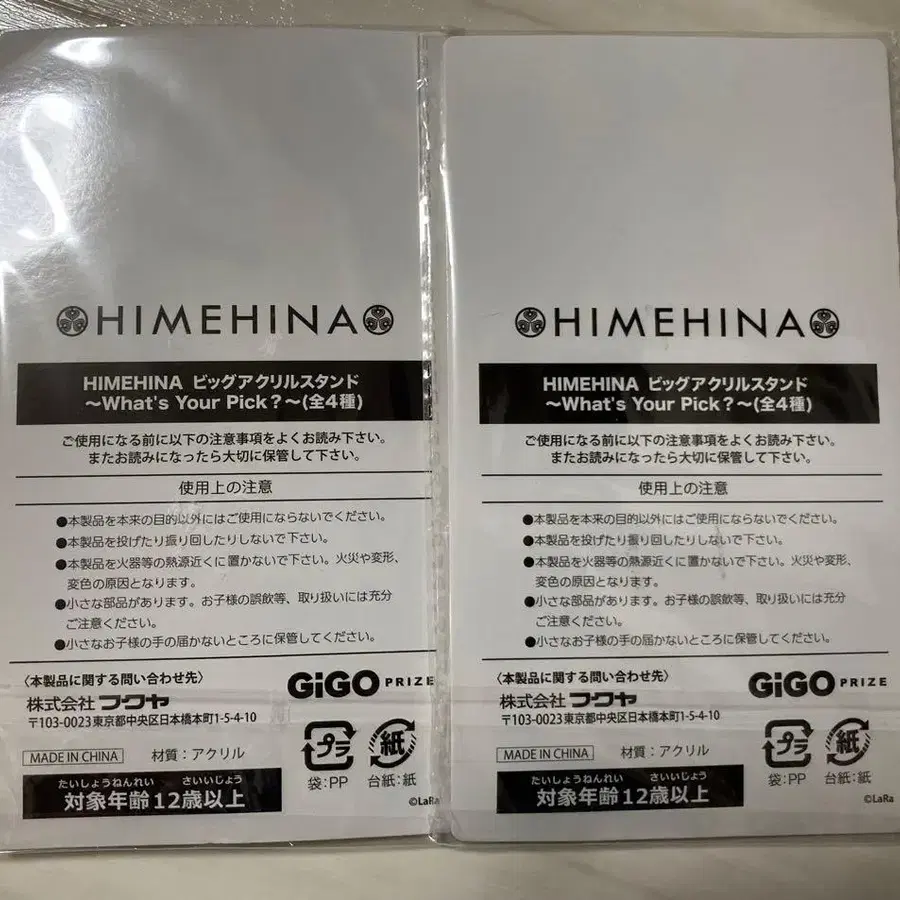 HIMEHINA
HIMEHINA ビッグアクリルスタンド
～What's Your Pick？～(全4種)
ご使用になる前に以下の注意事項をよくお読み下さい。
またお読みになったら大切に保管して下さい。
使用上の注意
●本製品を本来の目的以外にはご使用にならないでください。
●本製品を投げたり振り回したりしないで下さい。
●本製品を火器等の熱源近くに置かないで下さい。火災や変形、
変色の原因となります。
●小さな部品があります。お子様の誤飲等、取り扱いには充分
ご注意ください。
●小さなお子様の手の届かないところに保管してください。
〈本製品に関する問い合わせ先〉
株式会社 フクヤ
〒103-0023東京都中央区日本橋本町1-5-4-10
GiGO PRIZE
MADE IN CHINA
材質：アクリル
プラ
袋:PP
紙
台紙:紙
たいしょうねんれい さいいじょう
対象年齢12歳以上
©LaRa
HIMEHINA
HIMEHINA ビッグアクリルスタンド
～What's Your Pick？～(全4種)
ご使用になる前に以下の注意事項をよくお読み下さい。
またお読みになったら大切に保管して下さい。
使用上の注意
●本製品を本来の目的以外にはご使用にならないでください。
●本製品を投げたり振り回したりしないで下さい。
●本製品を火器等の熱源近くに置かないで下さい。火災や変形、
変色の原因となります。
●小さな部品があります。お子様の誤飲等、取り扱いには充分
ご注意ください。
●小さなお子様の手の届かないところに保管してください。
〈本製品に関する問い合わせ先〉
株式会社 フクヤ
〒103-0023東京都中央区日本橋本町1-5-4-10
GiGO PRIZE
MADE IN CHINA
材質：アクリル
プラ
袋:PP
紙
台紙:紙
たいしょうねんれい さいいじょう
対象年齢12歳以上
©LaRa